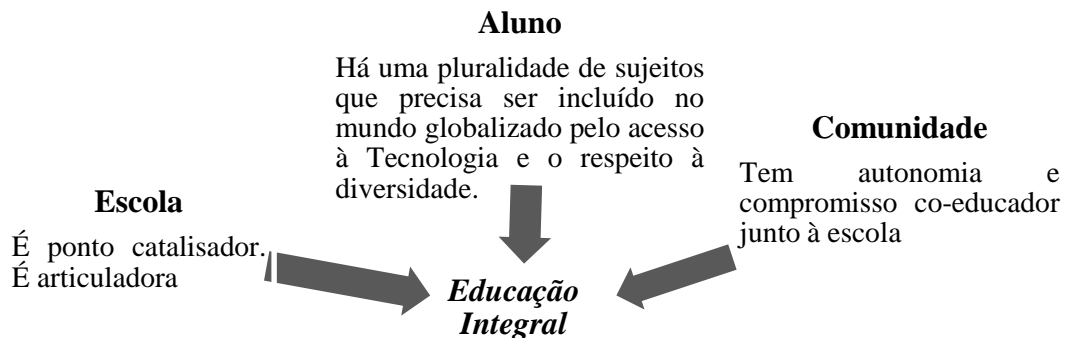 Aluno
Há uma pluralidade de sujeitos
que precisa ser incluído no
mundo globalizado pelo acesso
à Tecnologia e o respeito à
diversidade.
Comunidade
Tem autonomia e
compromisso co-educador
junto à escola
Escola
É ponto catalisador.
É articuladora
Educação
Integral